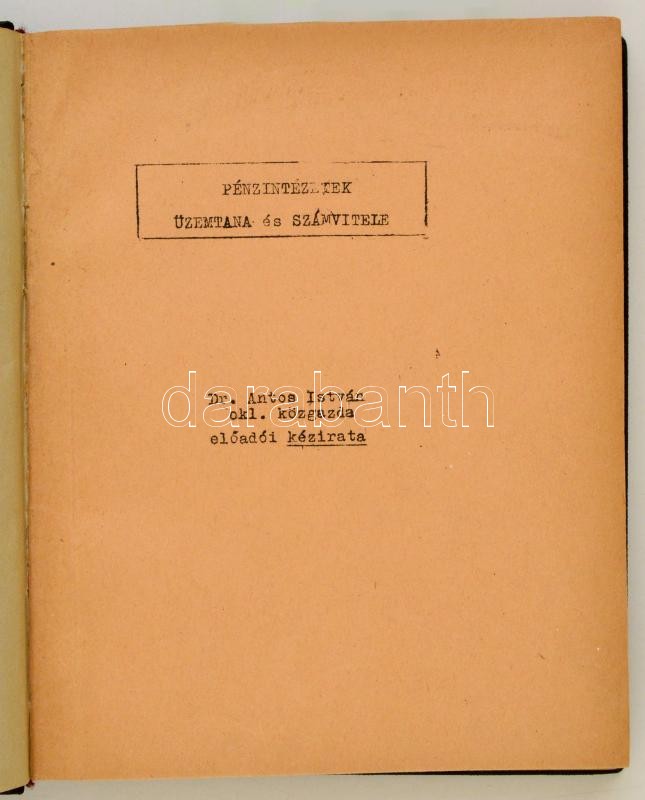 PÉNZINTÉZETEK
ÜZEMTANA és SZÁMVITELE
Dr. Antos István
okl. közgazda
előadói kézirata
darabanth